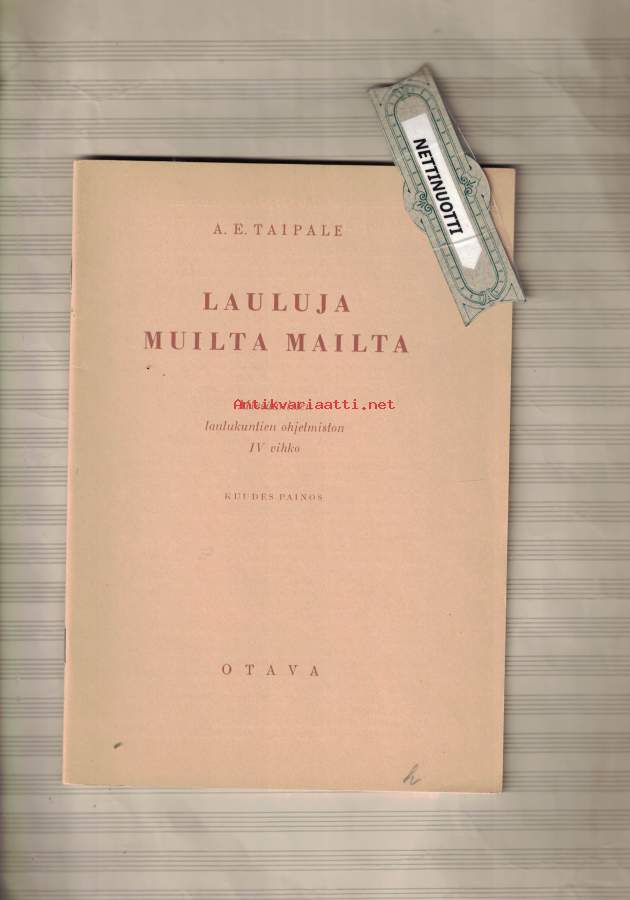 NETTINUOTTI
A. E. TAIPALE
LAULUJA
MUILTA MAILTA
Antikvariaatti.net
laulukuntien ohjelmiston
IV vihko
KUUDES PAINOS
OTAVA
h